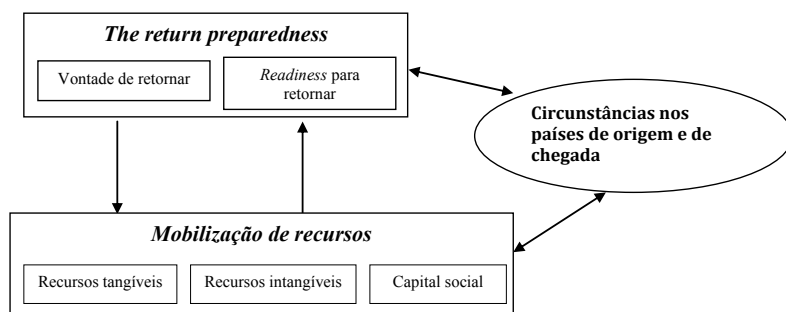 The return preparedness
Vontade de retornar
Readiness para
retornar
Circunstâncias nos
países de origem e de
chegada
Mobilização de recursos
Recursos tangíveis
Recursos intangíveis
Capital social